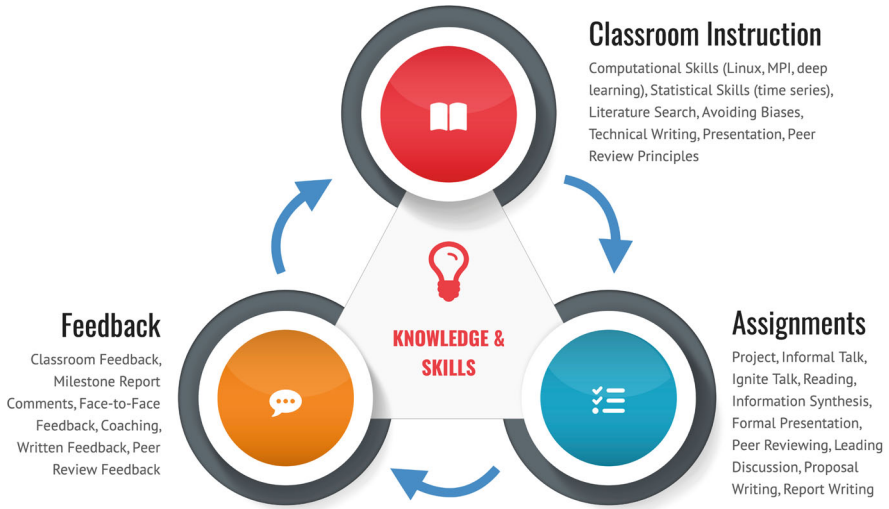 Classroom Instruction
Computational Skills (Linux, MPI, deep
learning), Statistical Skills (time series),
Literature Search, Avoiding Biases,
Technical Writing, Presentation, Peer
Review Principles
KNOWLEDGE &
SKILLS
Feedback
Classroom Feedback,
Milestone Report
Comments, Face-to-Face
Feedback, Coaching,
Written Feedback, Peer
Review Feedback
Assignments
Project, Informal Talk,
Ignite Talk, Reading,
Information Synthesis,
Formal Presentation,
Peer Reviewing, Leading
Discussion, Proposal
Writing, Report Writing